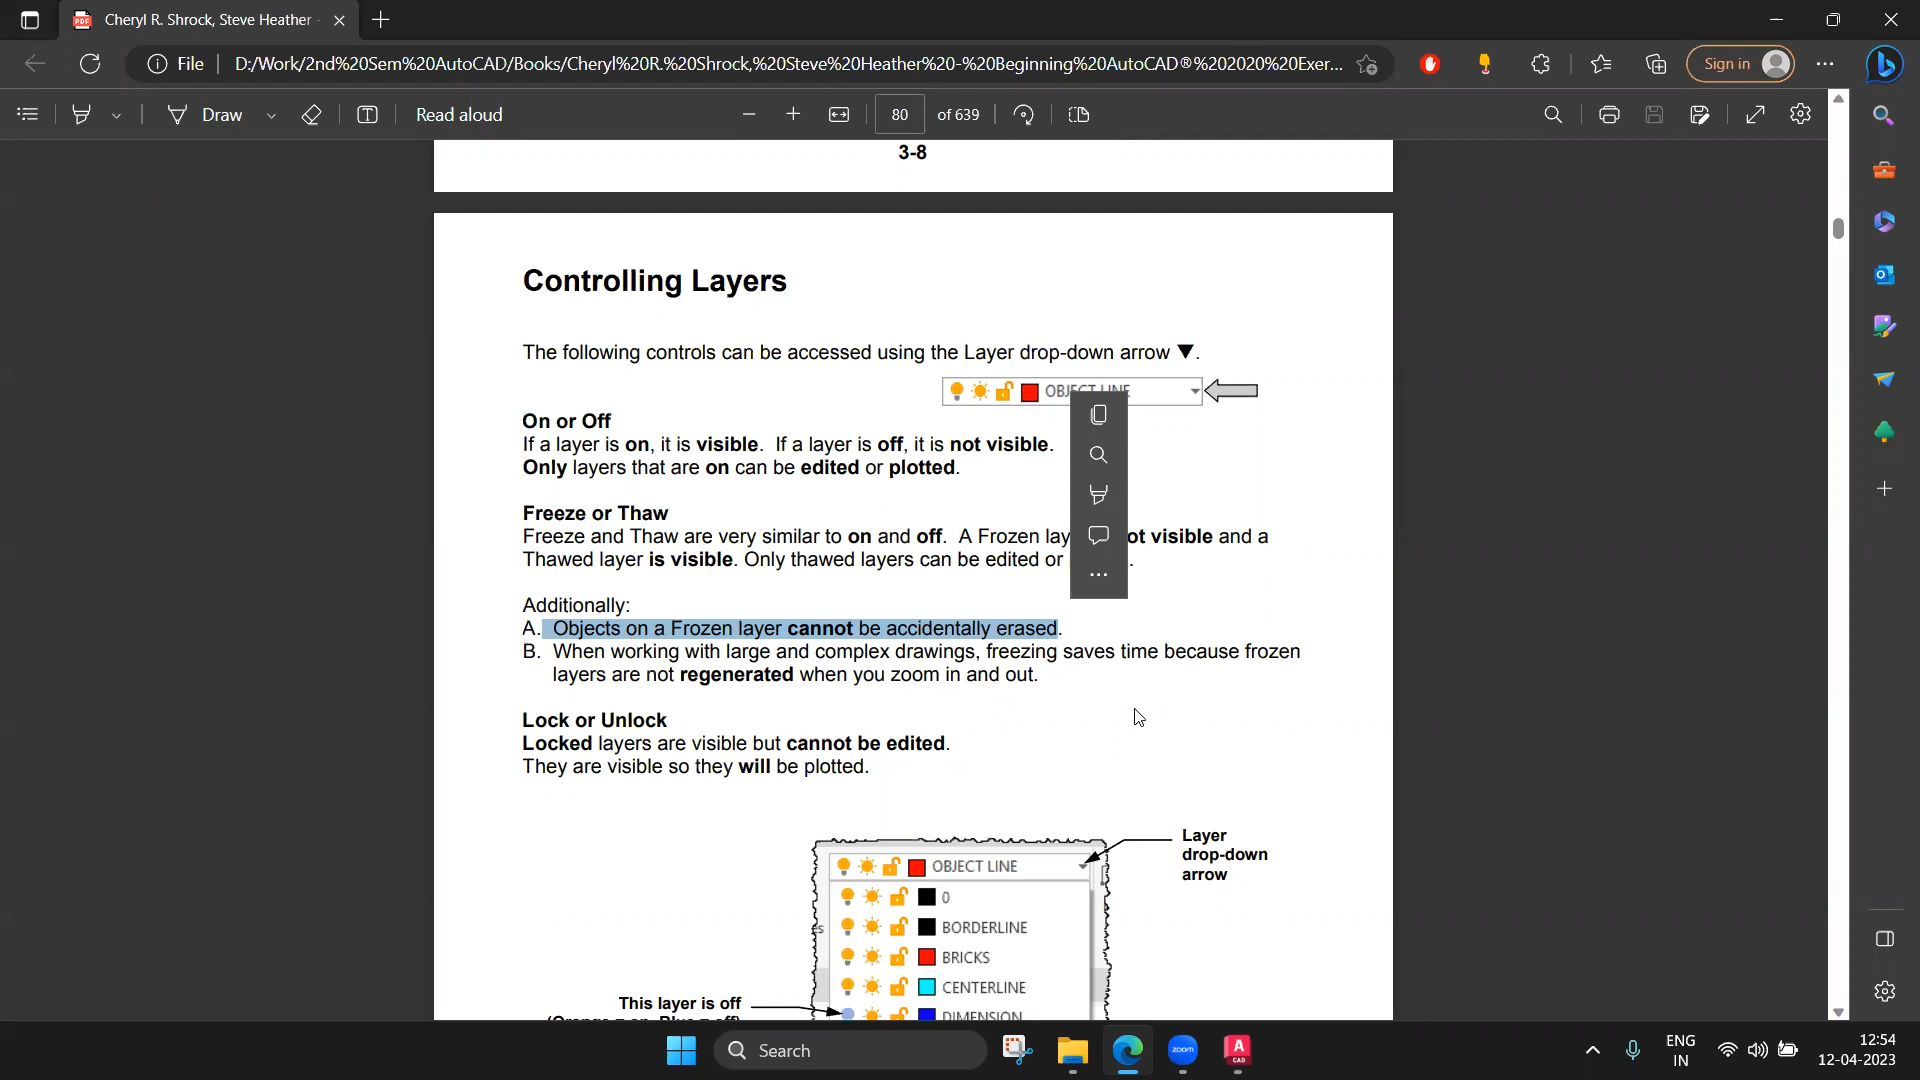 Cheryl R. Shrock, Steve Heather -
File
D:/Work/2nd%20Sem%20AutoCAD/Books/Cheryl%20R.%20Shrock,%20Steve%20Heather%20-%20Beginning%20AutoCAD®%202020%20Exer...
Sign in
Draw
Read aloud
80
of 639
3-8
Controlling Layers
The following controls can be accessed using the Layer drop-down arrow ▼.
OBJECT LINE
On or Off
If a layer is on, it is visible. If a layer is off, it is not visible.
Only layers that are on can be edited or plotted.
Freeze or Thaw
Freeze and Thaw are very similar to on and off. A Frozen lay ot visible and a
Thawed layer is visible. Only thawed layers can be edited or .
Additionally:
A. Objects on a Frozen layer cannot be accidentally erased.
B. When working with large and complex drawings, freezing saves time because frozen
layers are not regenerated when you zoom in and out.
Lock or Unlock
Locked layers are visible but cannot be edited.
They are visible so they will be plotted.
Layer
drop-down
arrow
OBJECT LINE
0
BORDERLINE
BRICKS
CENTERLINE
This layer is off
DIMENSION
(Orange = on, Blue = off)
Search
zoom
A
CAD
ENG
IN
12:54
12-04-2023